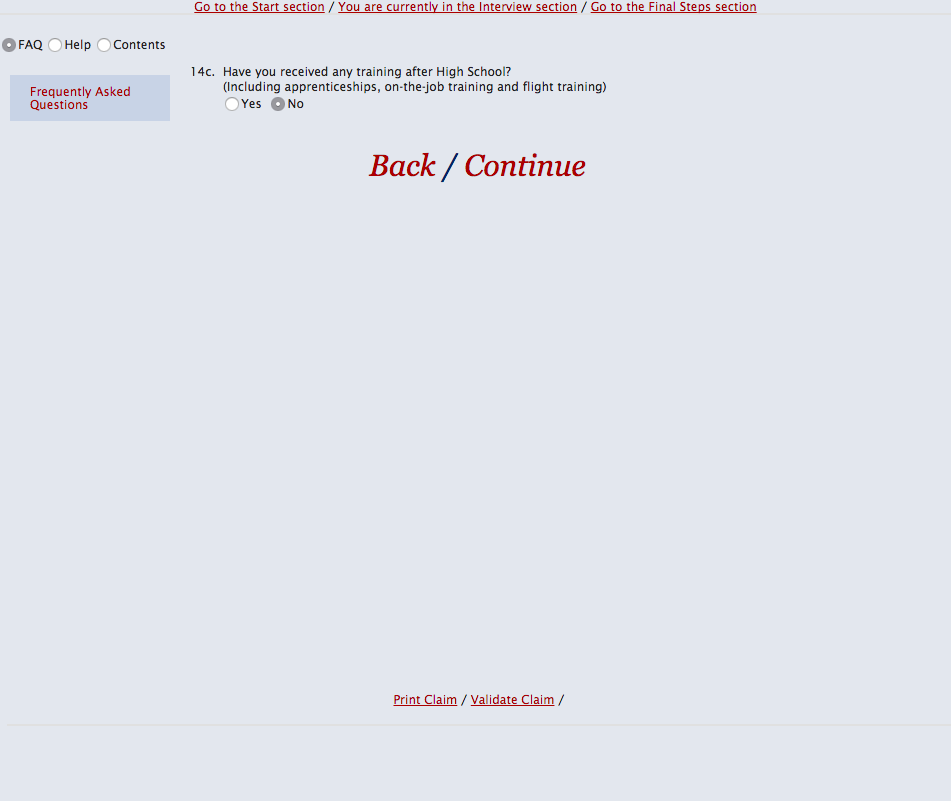 Go to the Start section / You are currently in the Interview section / Go to the Final Steps section
FAQ Help Contents
14c. Have you received any training after High School?
(Including apprenticeships, on-the-job training and flight training)
Yes No
Frequently Asked
Questions
Back / Continue
Print Claim / Validate Claim /